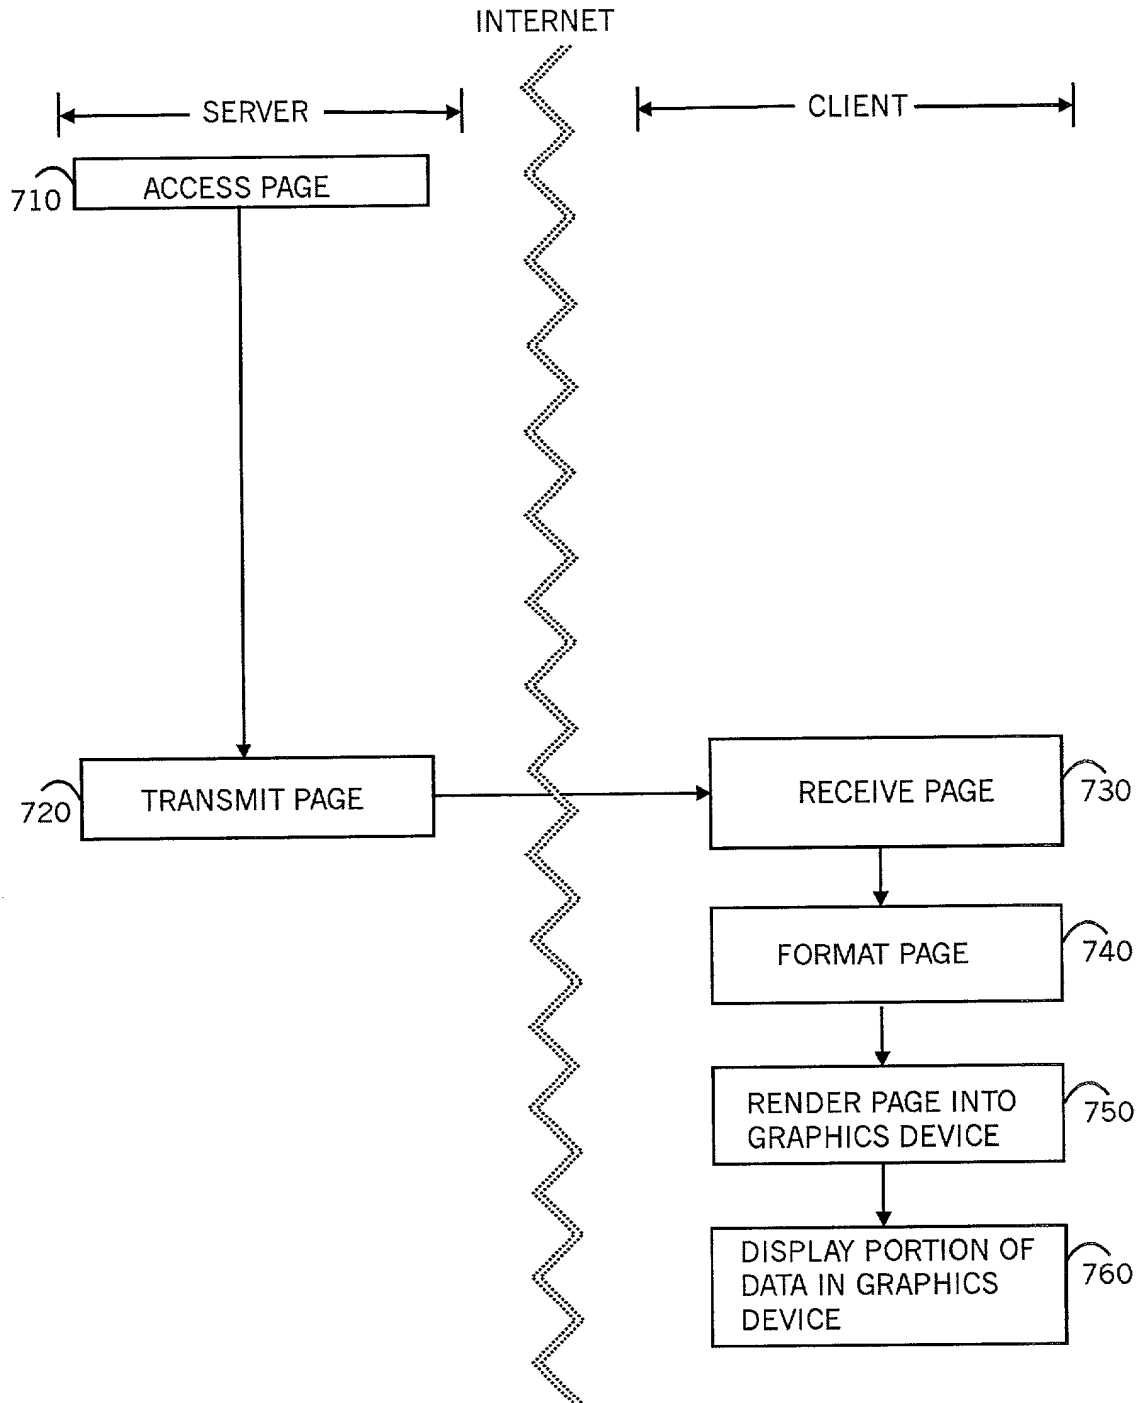 INTERNET
SERVER
CLIENT
710
ACCESS PAGE
720
TRANSMIT PAGE
RECEIVE PAGE
730
FORMAT PAGE
740
RENDER PAGE INTO
GRAPHICS DEVICE
750
DISPLAY PORTION OF
DATA IN GRAPHICS
DEVICE
760